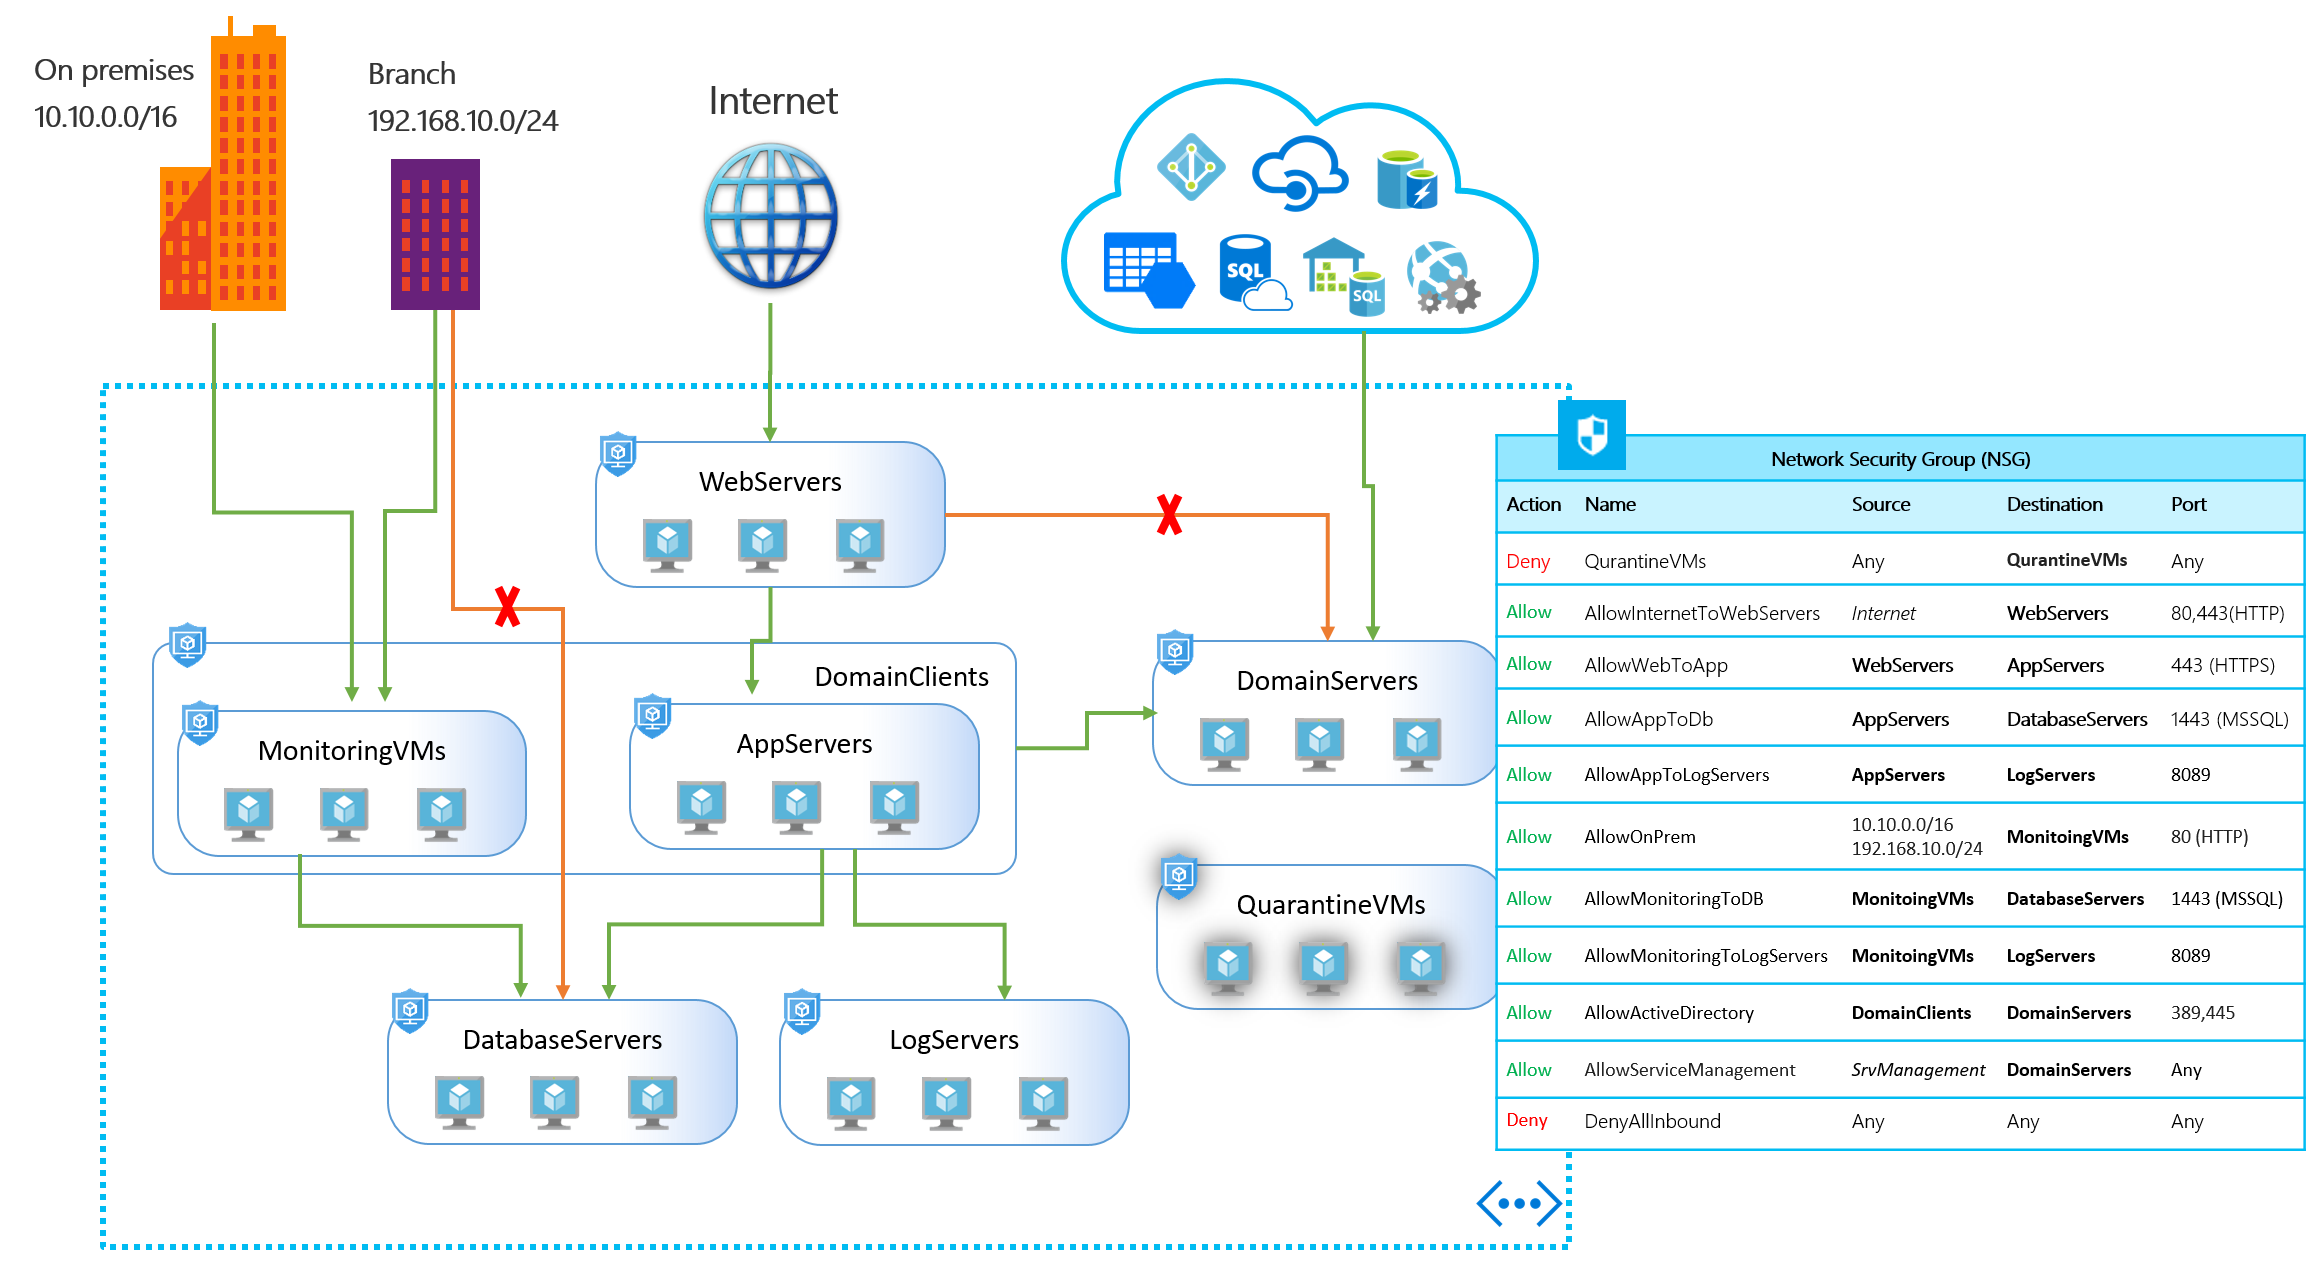 On premises
10.10.0.0/16
Branch
192.168.10.0/24
Internet
SQL
SQL
WebServers
DomainClients
MonitoringVMs
AppServers
DomainServers
QuarantineVMs
DatabaseServers
LogServers
Network Security Group (NSG)
Action Name Source Destination Port
Deny QurantineVMs Any QurantineVMs Any
Allow AllowInternetToWebServers Internet WebServers 80,443(HTTP)
Allow AllowWebToApp WebServers AppServers 443 (HTTPS)
Allow AllowAppToDb AppServers DatabaseServers 1443 (MSSQL)
Allow AllowAppToLogServers AppServers LogServers 8089
Allow AllowOnPrem 10.10.0.0/16 MonitoingVMs 80 (HTTP)
192.168.10.0/24
Allow AllowMonitoringToDB MonitoingVMs DatabaseServers 1443 (MSSQL)
Allow AllowMonitoringToLogServers MonitoingVMs LogServers 8089
Allow AllowActiveDirectory DomainClients DomainServers 389,445
Allow AllowServiceManagement SrvManagement DomainServers Any
Deny DenyAllInbound Any Any Any